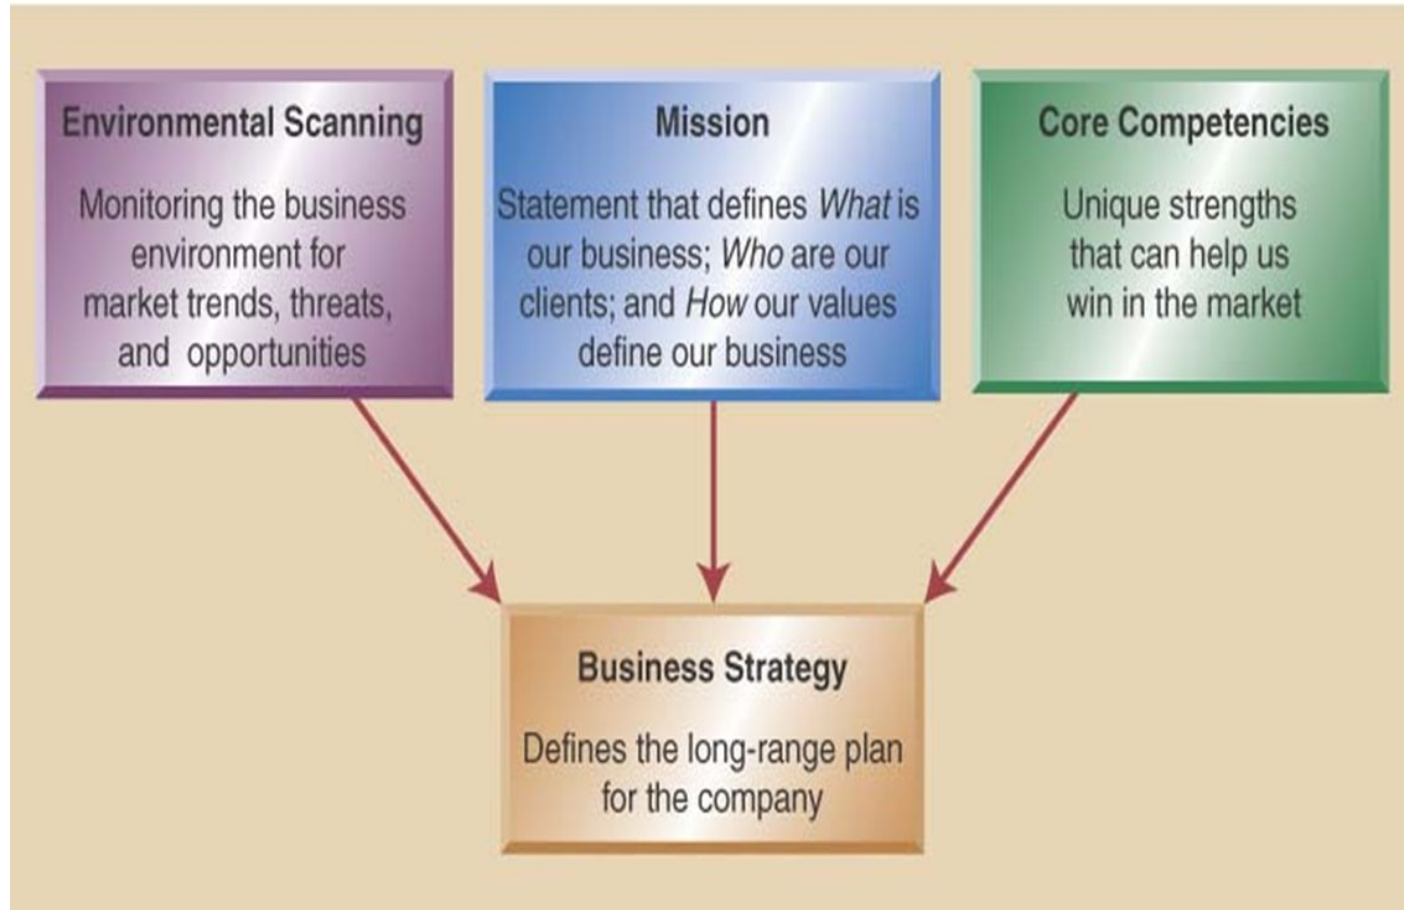 Environmental Scanning
Monitoring the business
environment for
market trends, threats,
and opportunities
Mission
Statement that defines What is
our business; Who are our
clients; and How our values
define our business
Core Competencies
Unique strengths
that can help us
win in the market
Business Strategy
Defines the long-range plan
for the company